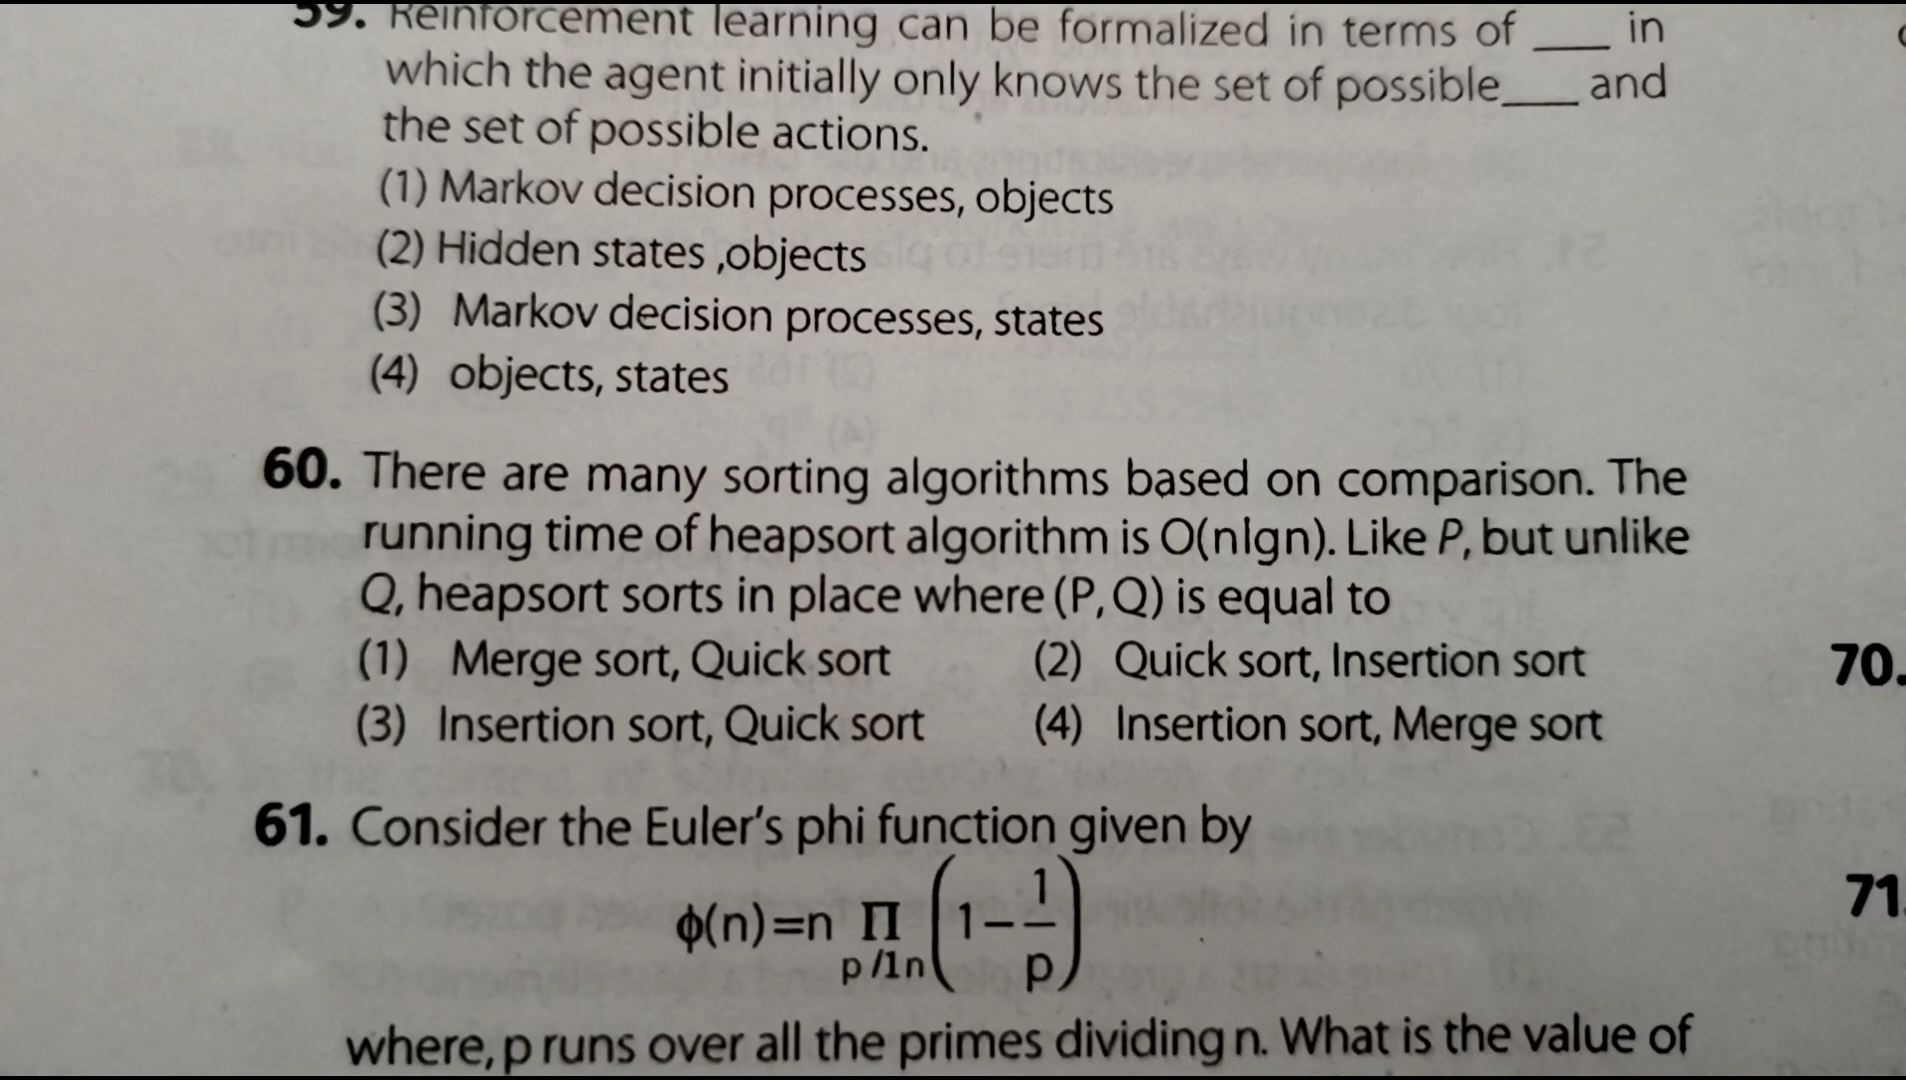 59. Reinforcement learning can be formalized in terms of ___ in
which the agent initially only knows the set of possible___ and
the set of possible actions.
(1) Markov decision processes, objects
(2) Hidden states ,objects
(3) Markov decision processes, states
(4) objects, states
60. There are many sorting algorithms based on comparison. The
running time of heapsort algorithm is O(nlgn). Like P, but unlike
Q, heapsort sorts in place where (P, Q) is equal to
(1) Merge sort, Quick sort (2) Quick sort, Insertion sort
(3) Insertion sort, Quick sort (4) Insertion sort, Merge sort
61. Consider the Euler's phi function given by
ϕ(n)=n Π p/1n (1-1/p)
where, p runs over all the primes dividing n. What is the value of
70.
71.